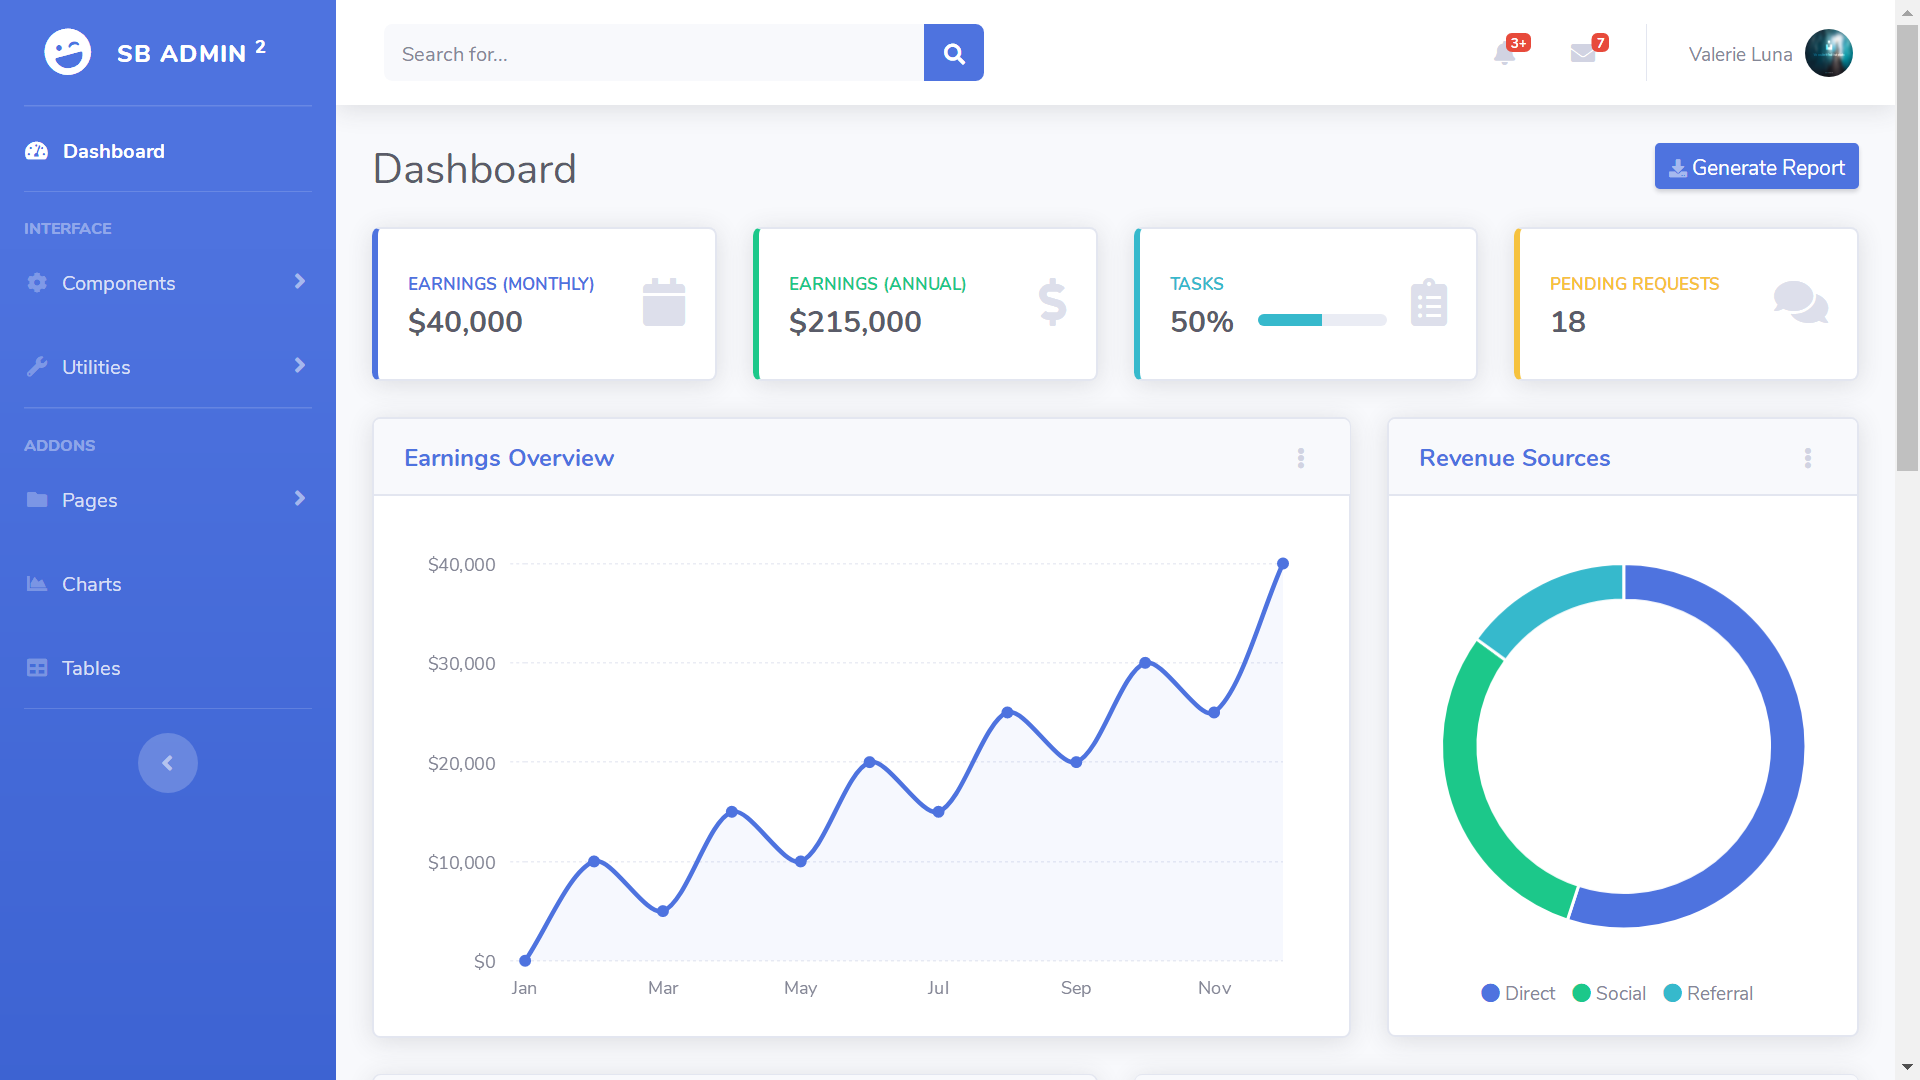 SB ADMIN 2
Search for...
3+
7
Valerie Luna
Dashboard
INTERFACE
Components
Utilities
ADDONS
Pages
Charts
Tables
Dashboard
Generate Report
EARNINGS (MONTHLY)
$40,000
EARNINGS (ANNUAL)
$215,000
TASKS
50%
PENDING REQUESTS
18
Earnings Overview
$40,000
$30,000
$20,000
$10,000
$0
Jan Mar May Jul Sep Nov
Revenue Sources
Direct Social Referral